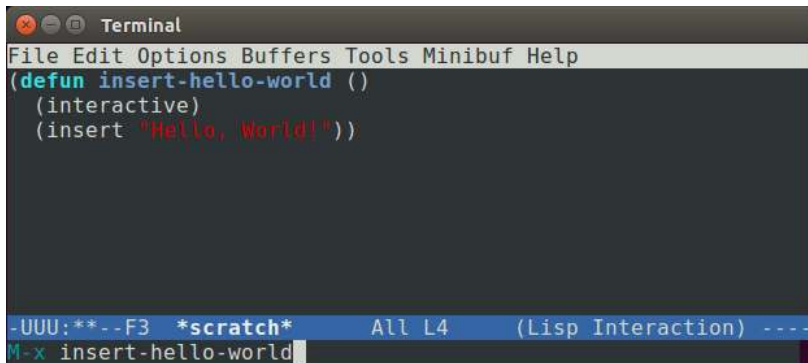 Terminal
File Edit Options Buffers Tools Minibuf Help
(defun insert-hello-world ()
  (interactive)
  (insert "Hello, World!"))
-UUU:**--F3  *scratch*      All L4     (Lisp Interaction) ----
M-x insert-hello-world